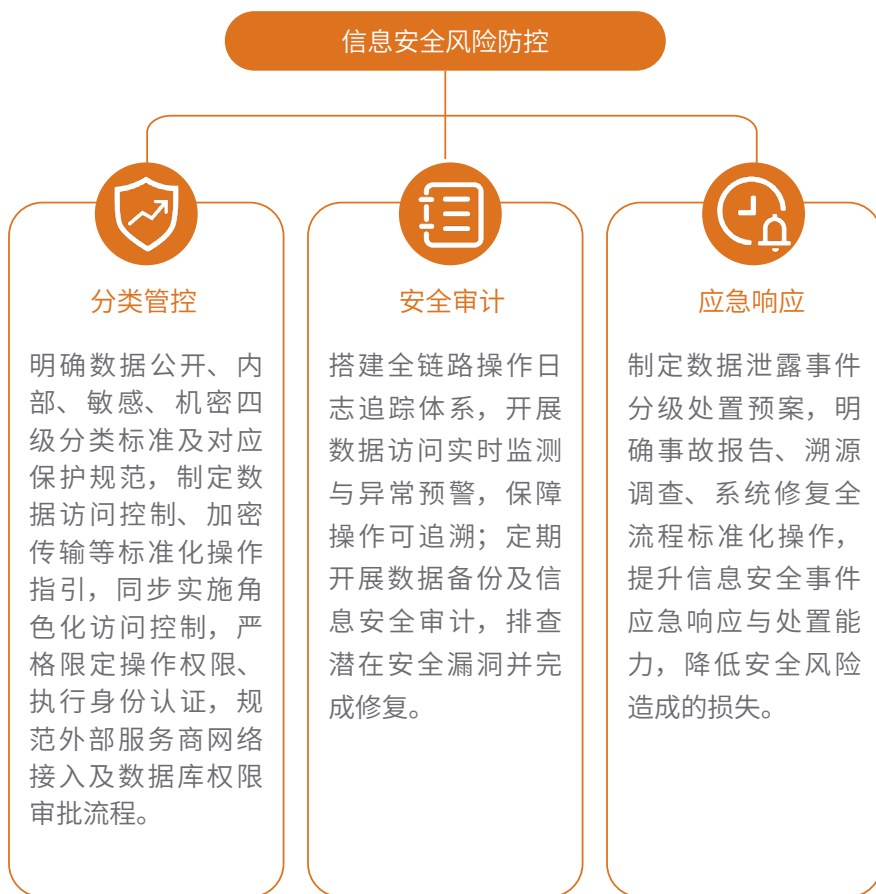 信息安全风险防控
分类管控
明确数据公开、内
部、敏感、机密四
级分类标准及对应
保护规范，制定数
据访问控制、加密
传输等标准化操作
指引，同步实施角
色化访问控制，严
格限定操作权限、
执行身份认证，规
范外部服务商网络
接入及数据库权限
审批流程。
安全审计
搭建全链路操作日
志追踪体系，开展
数据访问实时监测
与异常预警，保障
操作可追溯；定期
开展数据备份及信
息安全审计，排查
潜在安全漏洞并完
成修复。
应急响应
制定数据泄露事件
分级处置预案，明
确事故报告、溯源
调查、系统修复全
流程标准化操作，
提升信息安全事件
应急响应与处置能
力，降低安全风险
造成的损失。